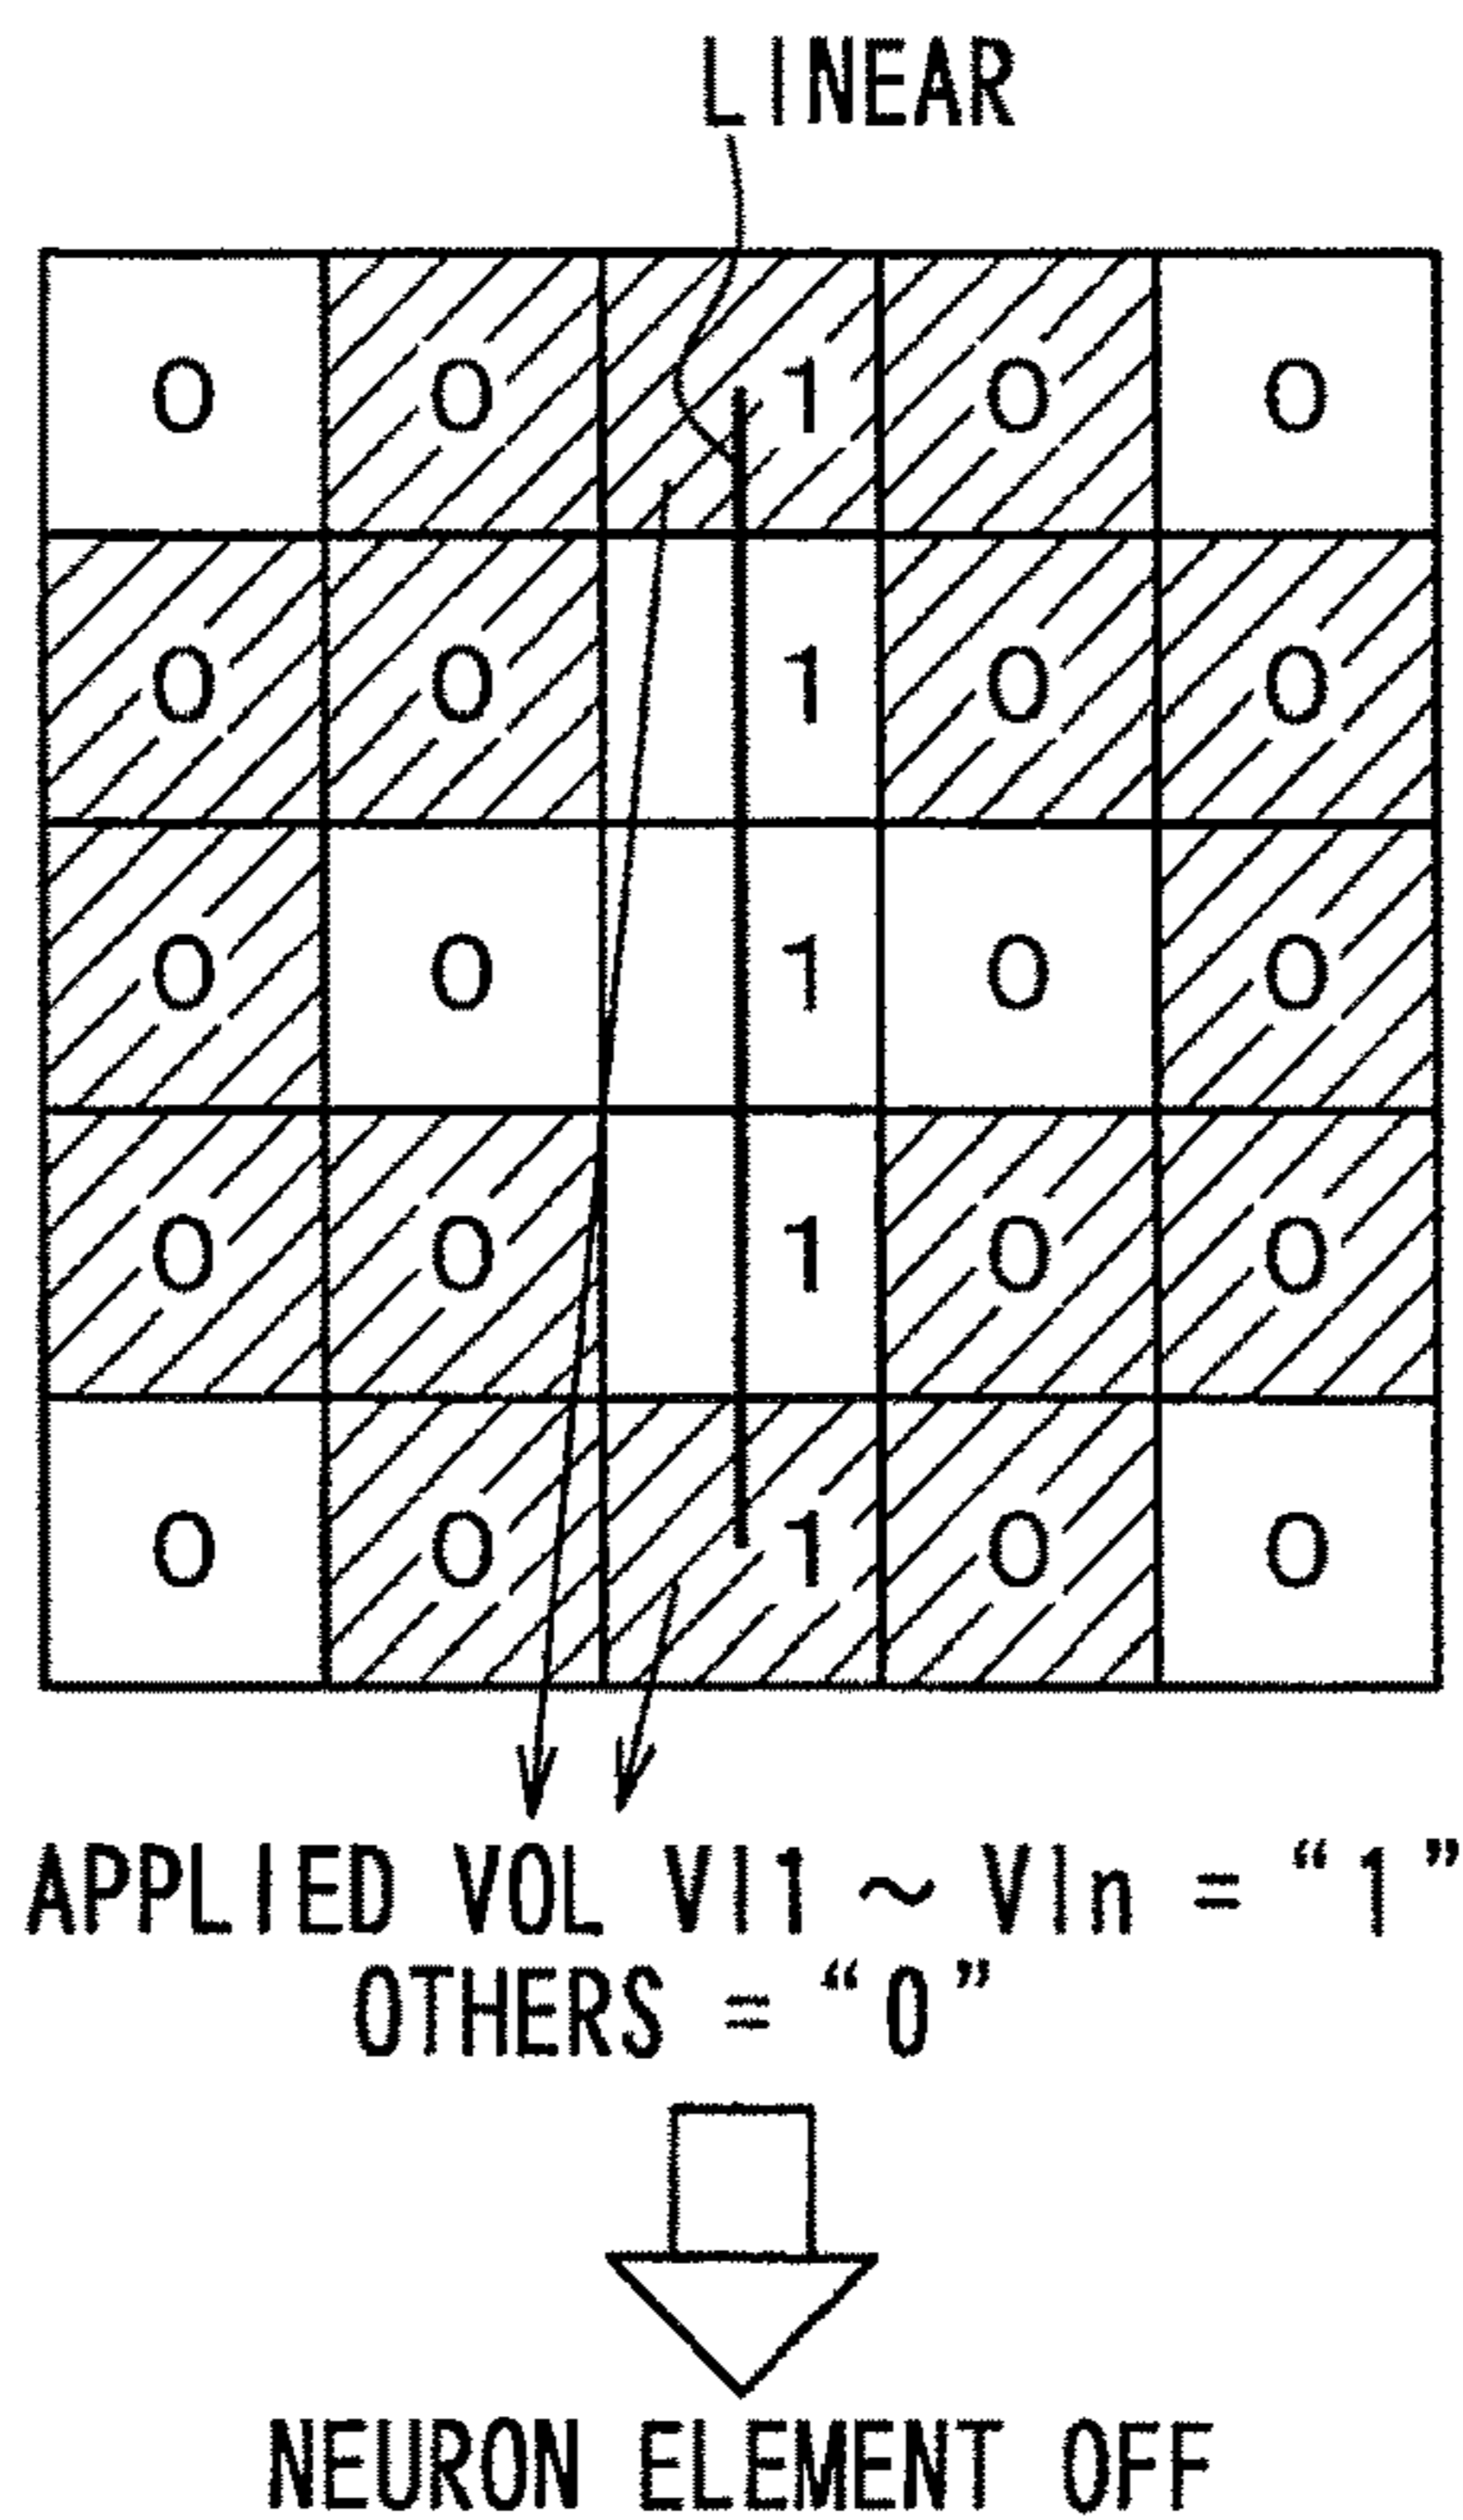 LINEAR
0 0 1 0 0
0 0 1 0 0
0 0 1 0 0
0 0 1 0 0
0 0 1 0 0
APPLIED VOL VI1 ~ VIn = “1”
OTHERS = “0”
NEURON ELEMENT OFF